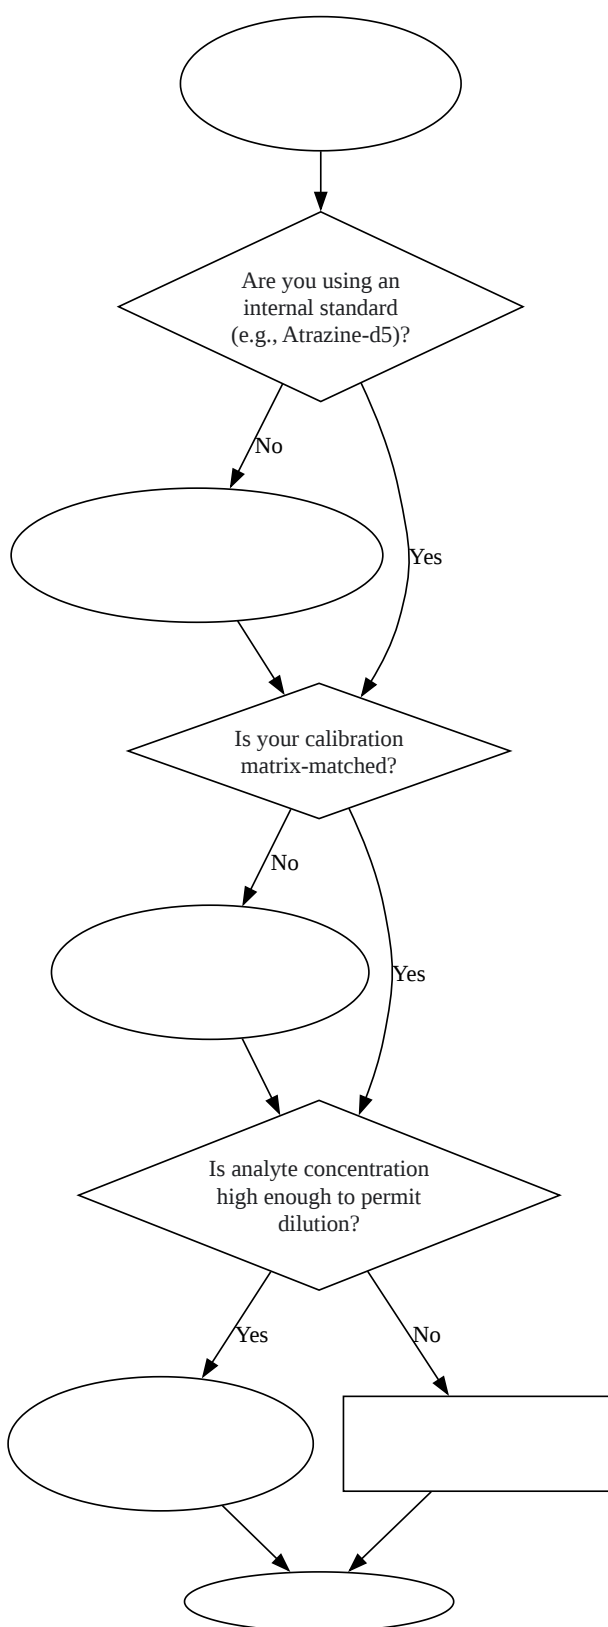 Are you using an
internal standard
(e.g., Atrazine-d5)?
No
Yes
Is your calibration
matrix-matched?
No
Yes
Is analyte concentration
high enough to permit
dilution?
Yes
No